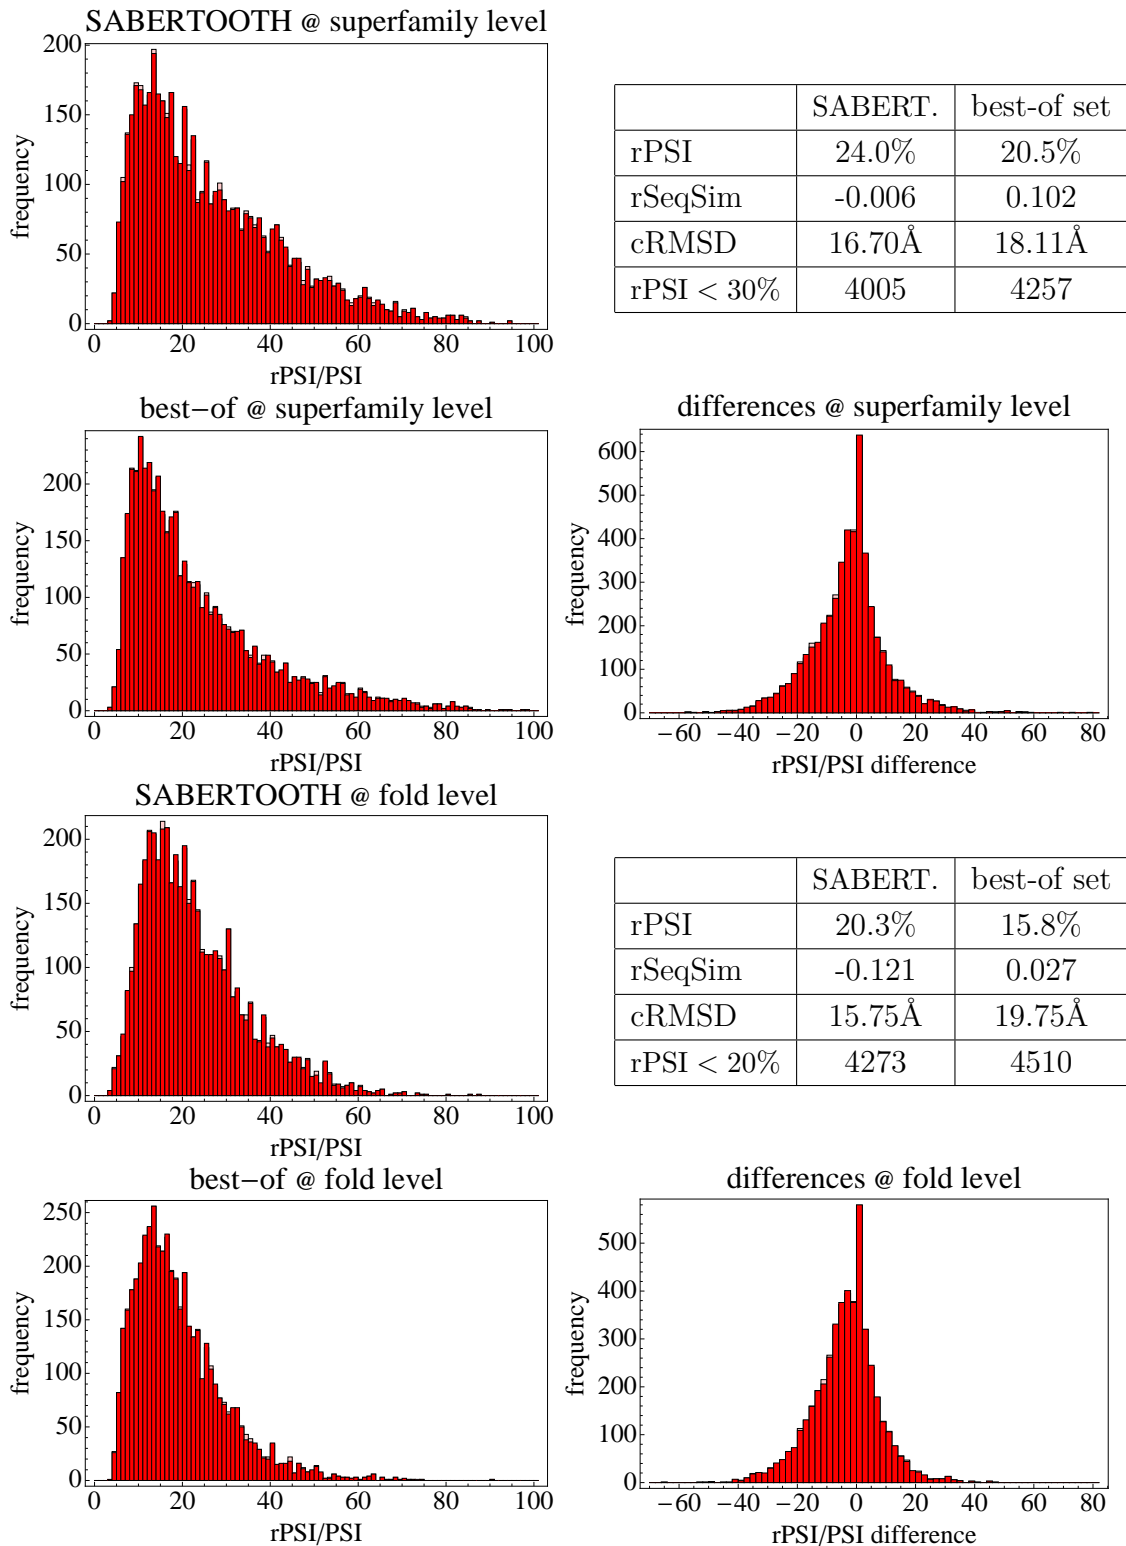 SABERTOOTH @ superfamily level
200
150
100
50
0
frequency
0 20 40 60 80 100
rPSI/PSI
SABERT. best-of set
rPSI 24.0% 20.5%
rSeqSim -0.006 0.102
cRMSD 16.70Å 18.11Å
rPSI < 30% 4005 4257
best−of @ superfamily level
200
150
100
50
0
frequency
0 20 40 60 80 100
rPSI/PSI
differences @ superfamily level
600
500
400
300
200
100
0
frequency
−60 −40 −20 0 20 40 60 80
rPSI/PSI difference
SABERTOOTH @ fold level
200
150
100
50
0
frequency
0 20 40 60 80 100
rPSI/PSI
SABERT. best-of set
rPSI 20.3% 15.8%
rSeqSim -0.121 0.027
cRMSD 15.75Å 19.75Å
rPSI < 20% 4273 4510
best−of @ fold level
250
200
150
100
50
0
frequency
0 20 40 60 80 100
rPSI/PSI
differences @ fold level
500
400
300
200
100
0
frequency
−60 −40 −20 0 20 40 60 80
rPSI/PSI difference